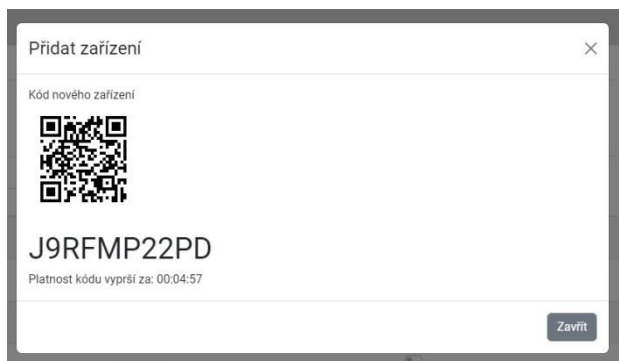 Přidat zařízení
Kód nového zařízení
J9RFMP22PD
Platnost kódu vyprší za: 00:04:57
Zavřít